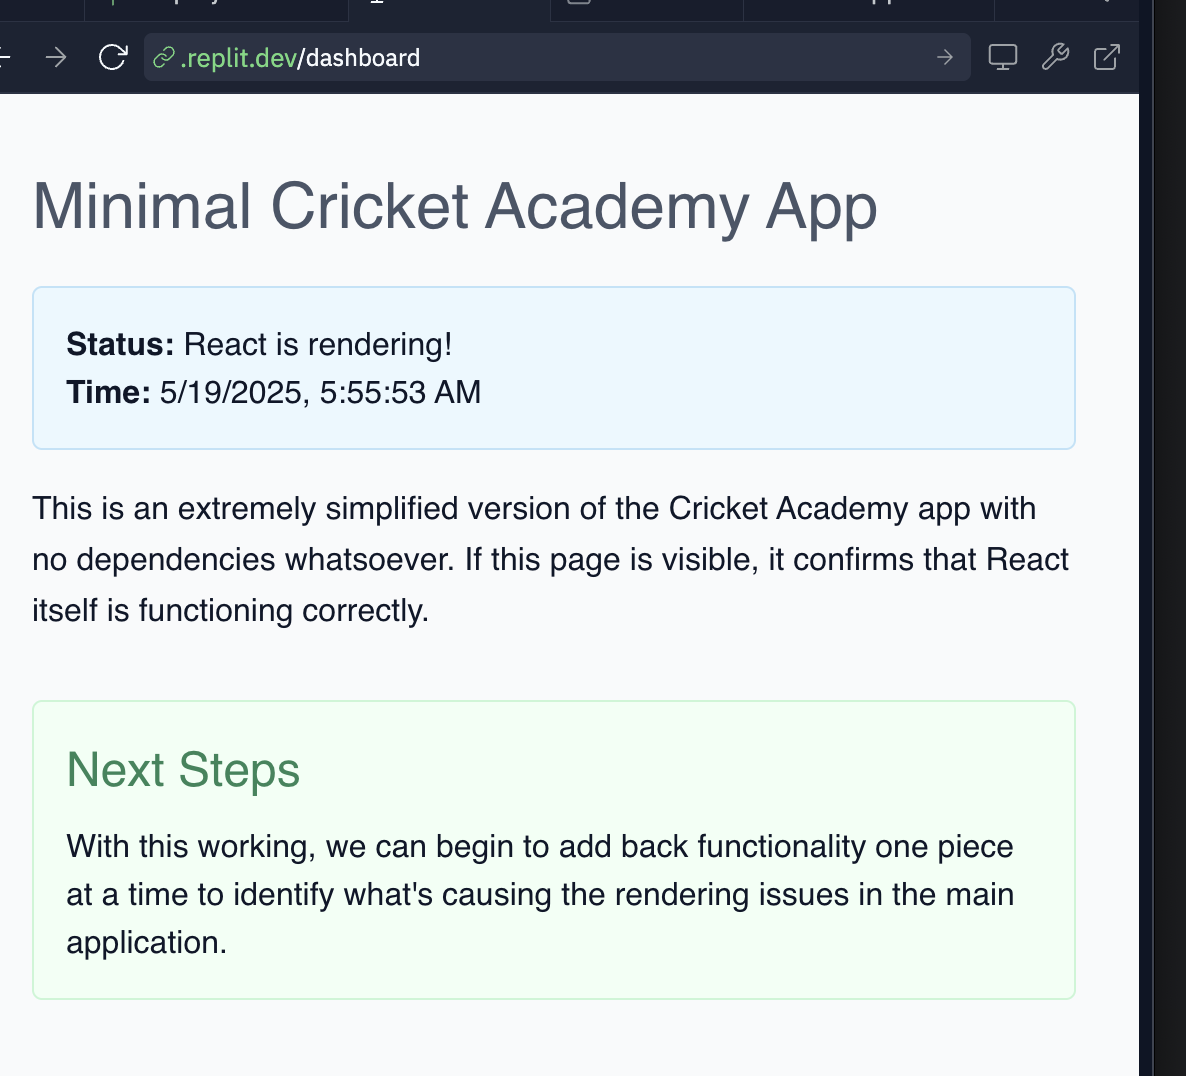 .replit.dev/dashboard
Minimal Cricket Academy App
Status: React is rendering!
Time: 5/19/2025, 5:55:53 AM
This is an extremely simplified version of the Cricket Academy app with
no dependencies whatsoever. If this page is visible, it confirms that React
itself is functioning correctly.
Next Steps
With this working, we can begin to add back functionality one piece
at a time to identify what's causing the rendering issues in the main
application.